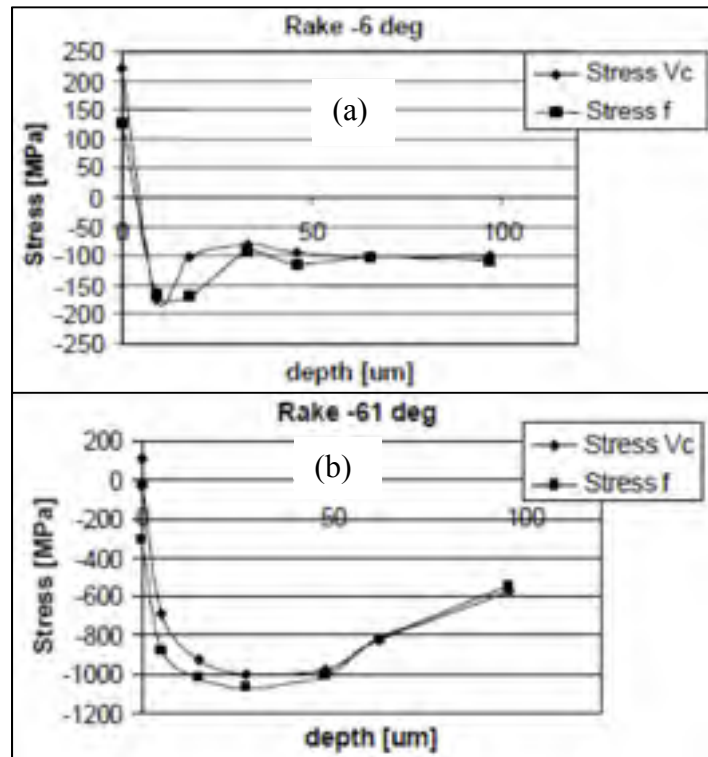 Rake -6 deg
(a)
Stress Vc
Stress f
Stress [MPa]
250
200
150
100
50
0
-50
-100
-150
-200
-250
0
50
100
depth [um]
Rake -61 deg
(b)
Stress Vc
Stress f
Stress [MPa]
200
0
-200
-400
-600
-800
-1000
-1200
0
50
100
depth [um]